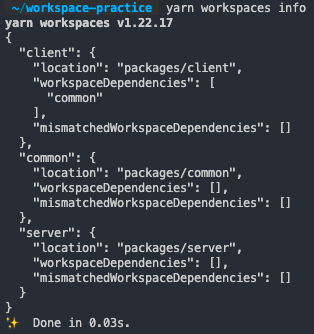 ~/workspace-practice yarn workspaces info
yarn workspaces v1.22.17
{
  "client": {
    "location": "packages/client",
    "workspaceDependencies": [
      "common"
    ],
    "mismatchedWorkspaceDependencies": []
  },
  "common": {
    "location": "packages/common",
    "workspaceDependencies": [],
    "mismatchedWorkspaceDependencies": []
  },
  "server": {
    "location": "packages/server",
    "workspaceDependencies": [],
    "mismatchedWorkspaceDependencies": []
  }
}
✨ Done in 0.03s.